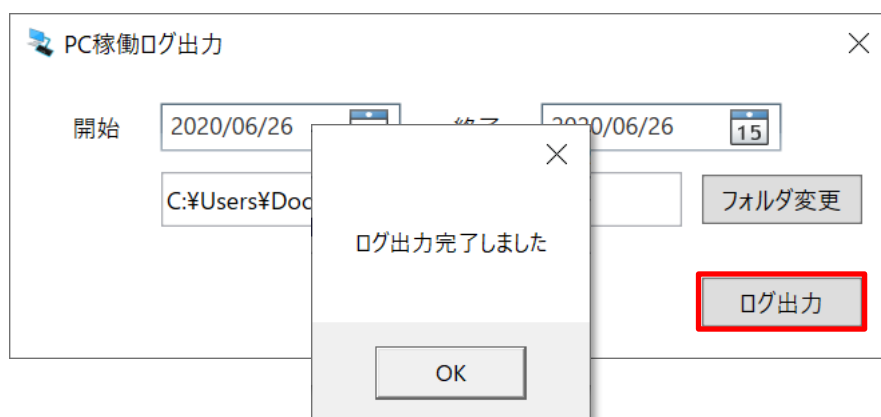 PC稼働ログ出力
開始 2020/06/26 終了 2020/06/26 15
C:¥Users¥Doc フォルダ変更
ログ出力完了しました
ログ出力
OK